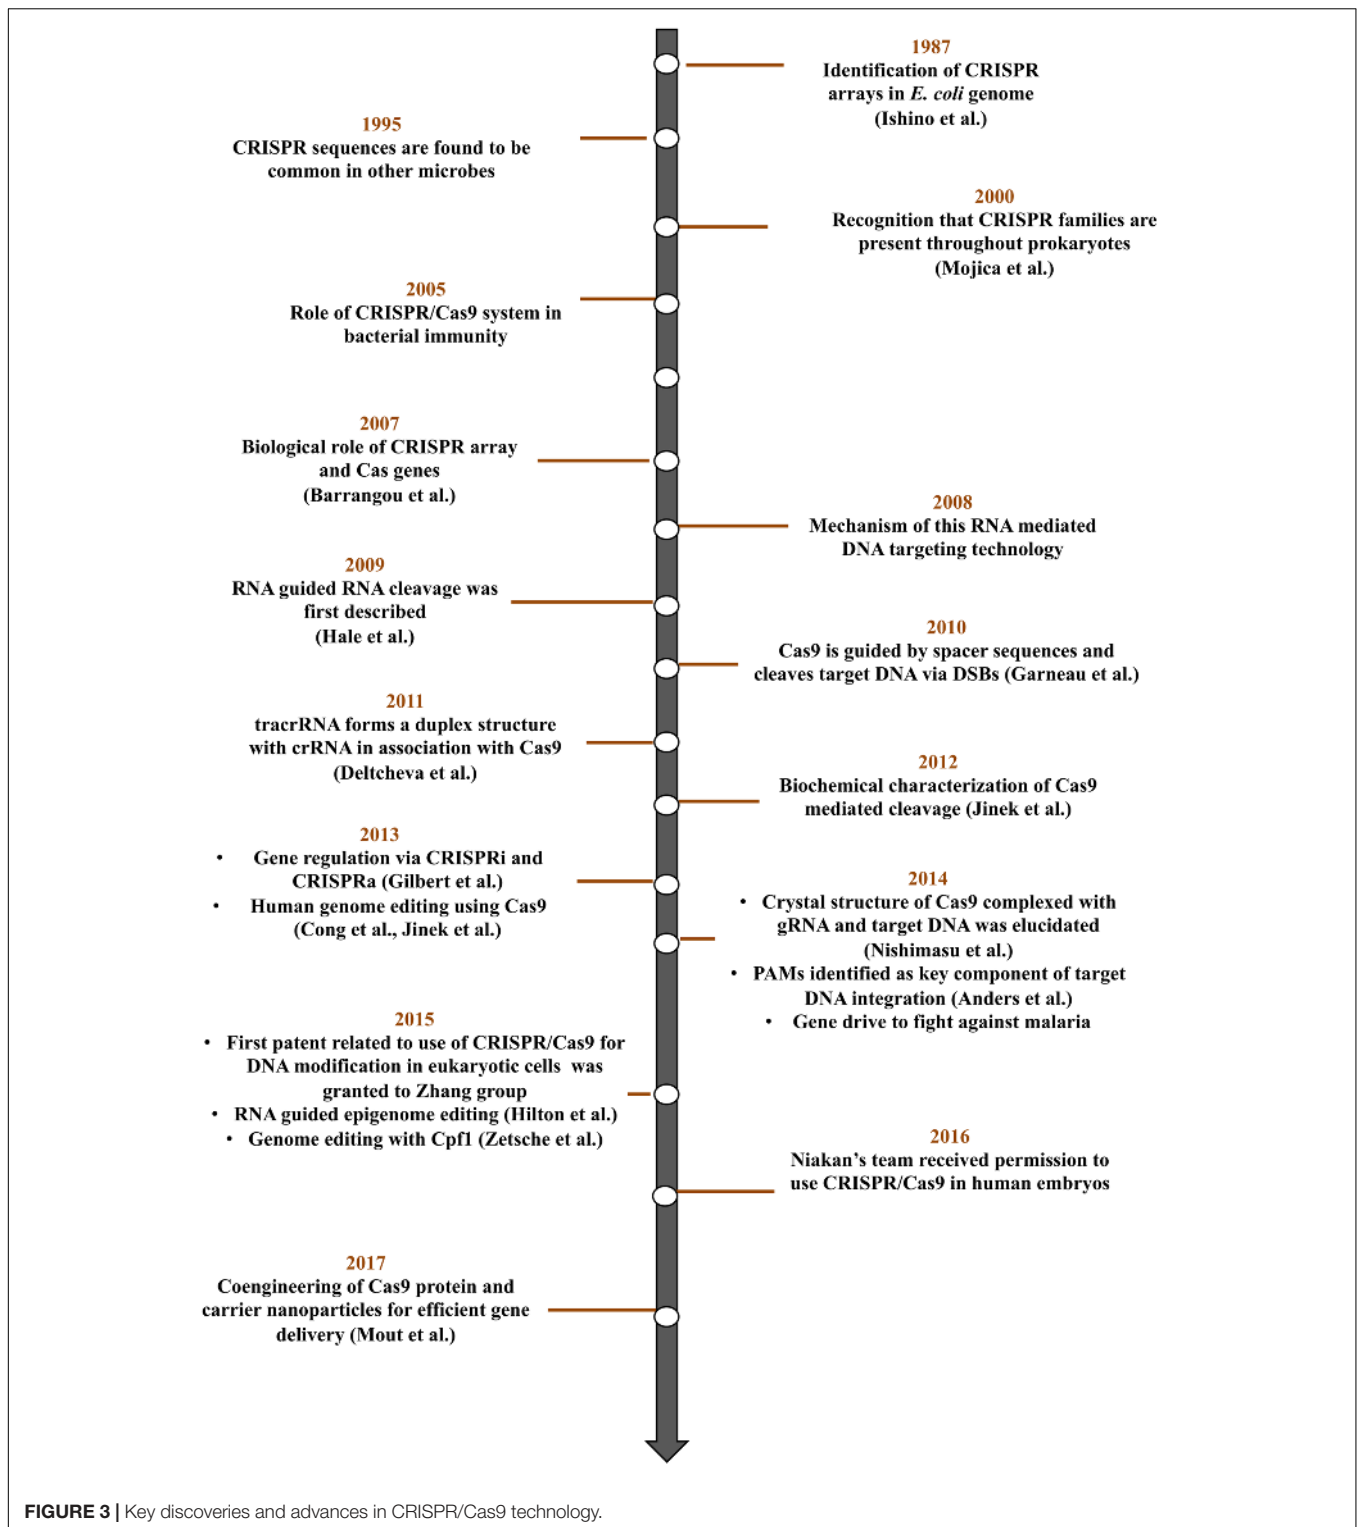 1987
Identification of CRISPR
arrays in E. coli genome
(Ishino et al.)
1995
CRISPR sequences are found to be
common in other microbes
2000
Recognition that CRISPR families are
present throughout prokaryotes
(Mojica et al.)
2005
Role of CRISPR/Cas9 system in
bacterial immunity
2007
Biological role of CRISPR array
and Cas genes
(Barrangou et al.)
2008
Mechanism of this RNA mediated
DNA targeting technology
2009
RNA guided RNA cleavage was
first described
(Hale et al.)
2010
Cas9 is guided by spacer sequences and
cleaves target DNA via DSBs (Garneau et al.)
2011
tracrRNA forms a duplex structure
with crRNA in association with Cas9
(Deltcheva et al.)
2012
Biochemical characterization of Cas9
mediated cleavage (Jinek et al.)
2013
• Gene regulation via CRISPRi and
CRISPRa (Gilbert et al.)
• Human genome editing using Cas9
(Cong et al., Jinek et al.)
2014
• Crystal structure of Cas9 complexed with
gRNA and target DNA was elucidated
(Nishimasu et al.)
• PAMs identified as key component of target
DNA integration (Anders et al.)
• Gene drive to fight against malaria
2015
• First patent related to use of CRISPR/Cas9 for
DNA modification in eukaryotic cells was
granted to Zhang group
• RNA guided epigenome editing (Hilton et al.)
• Genome editing with Cpf1 (Zetsche et al.)
2016
Niakan’s team received permission to
use CRISPR/Cas9 in human embryos
2017
Coengineering of Cas9 protein and
carrier nanoparticles for efficient gene
delivery (Mout et al.)
FIGURE 3 | Key discoveries and advances in CRISPR/Cas9 technology.